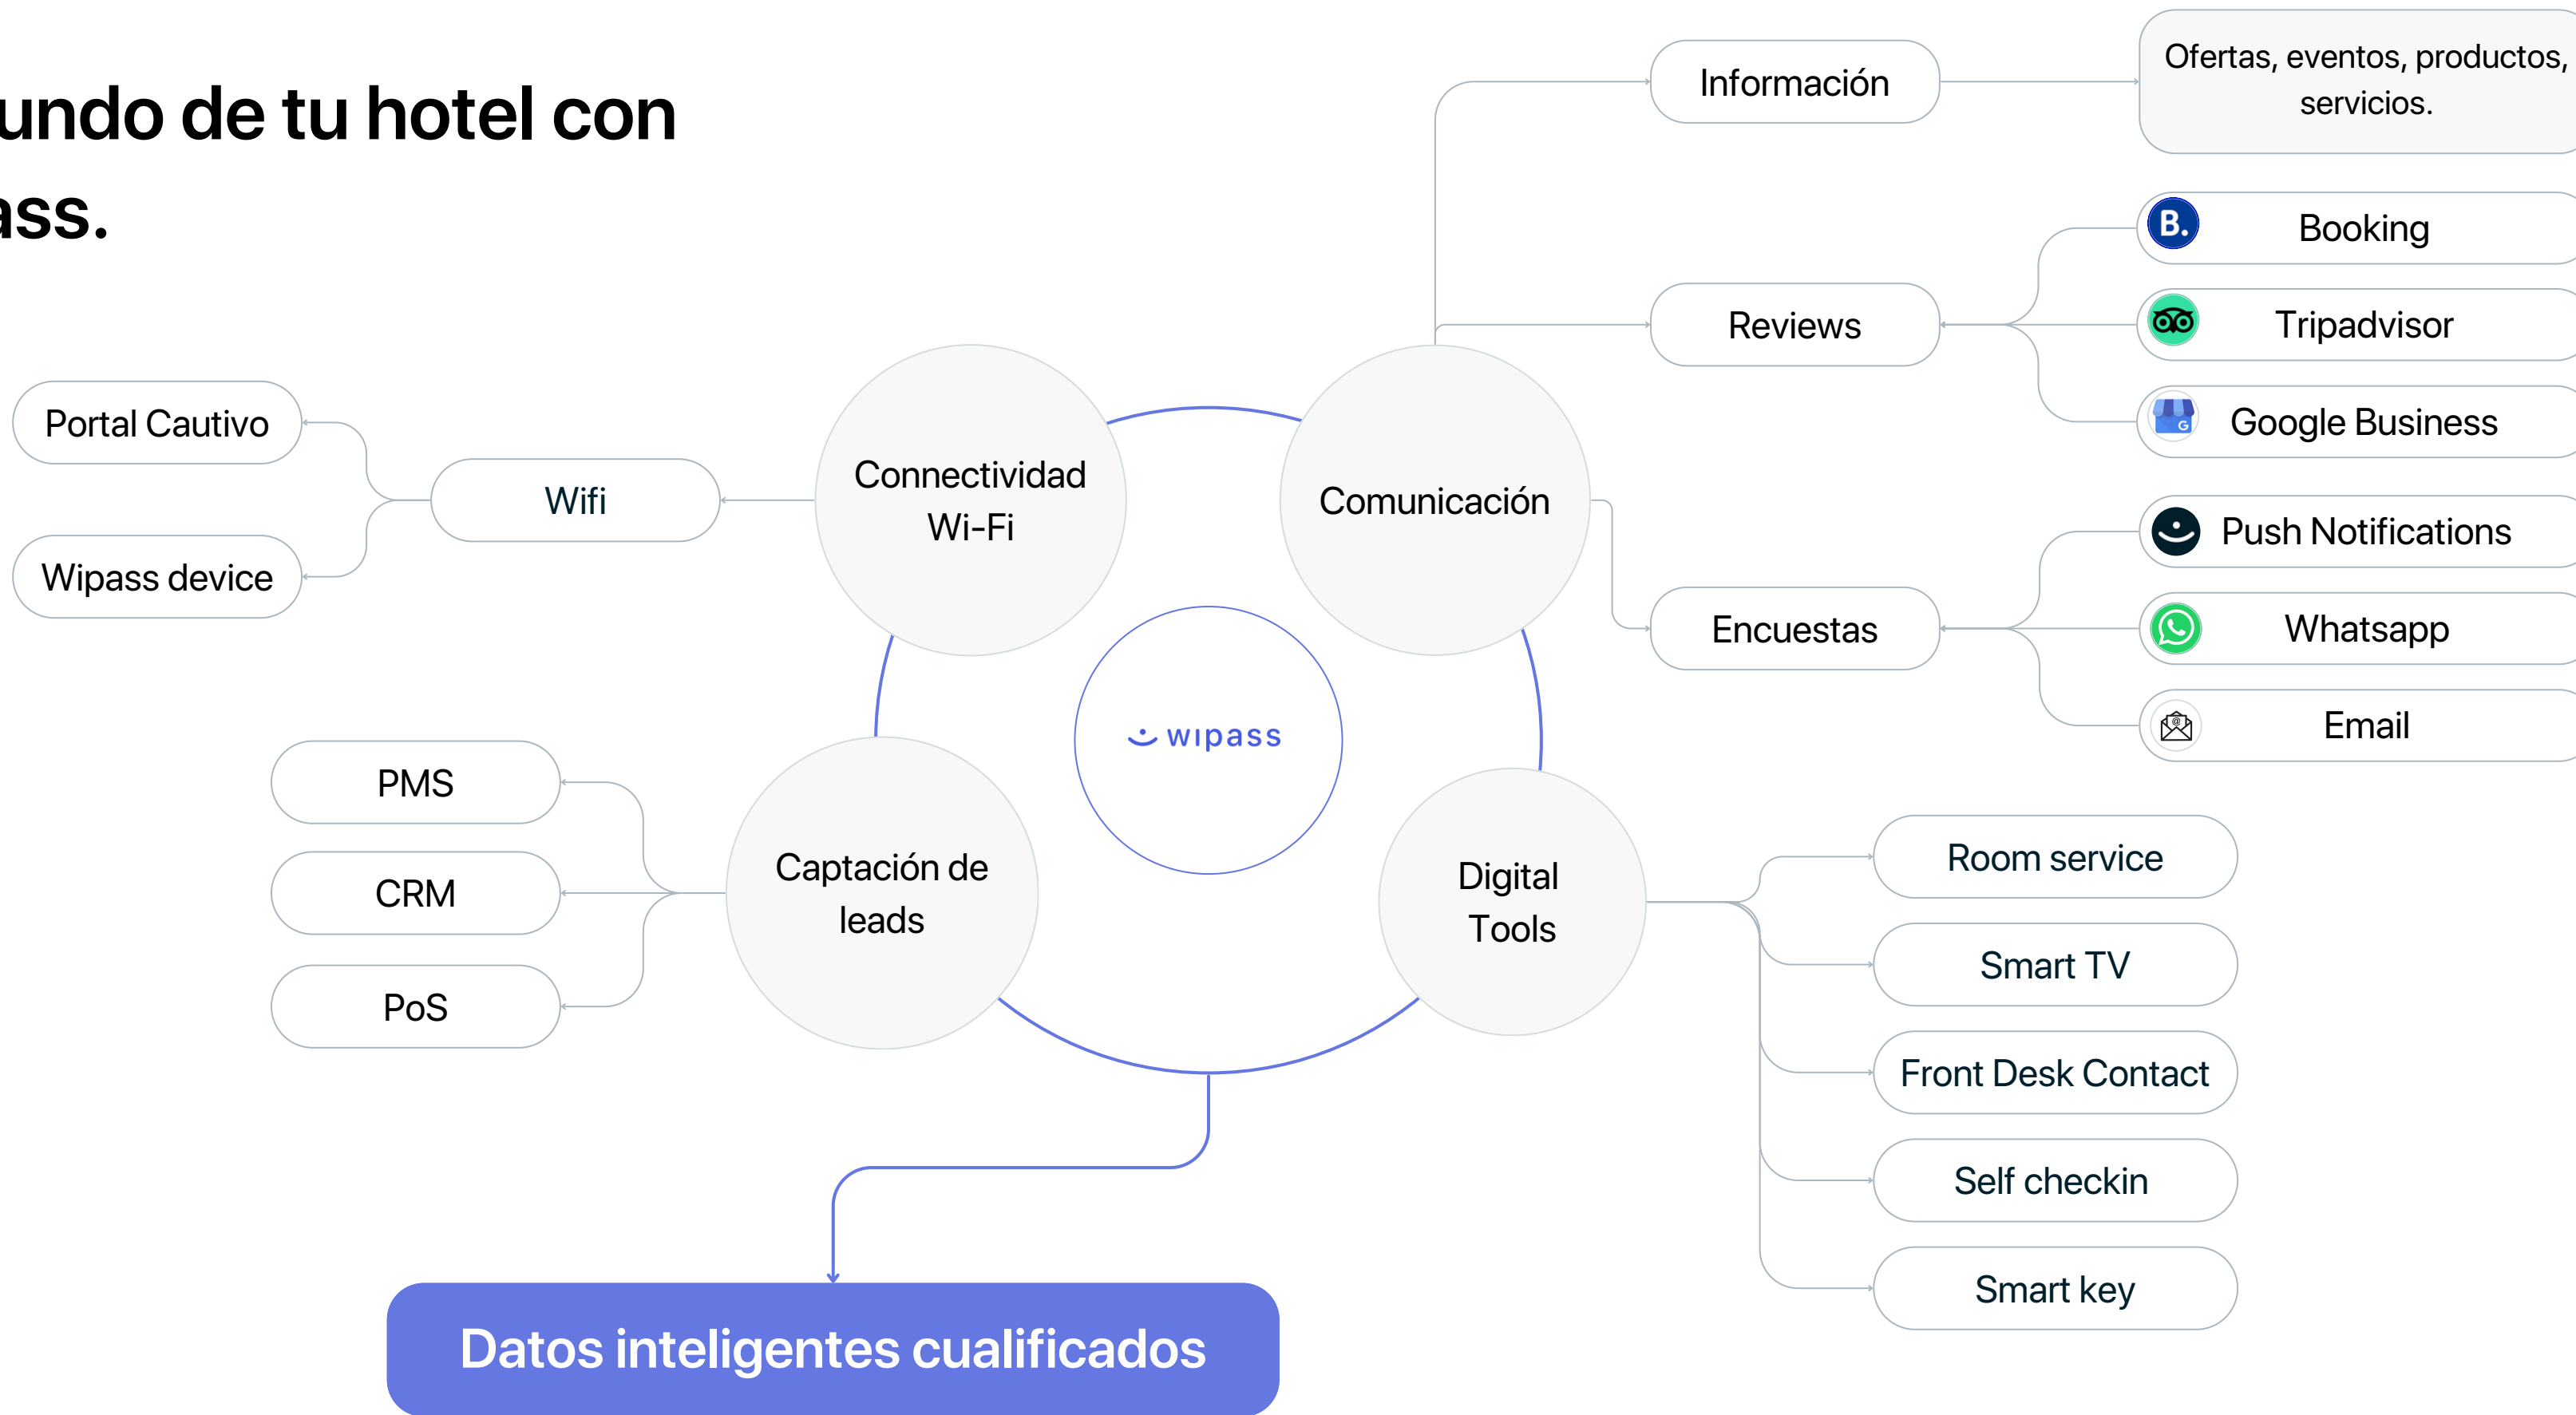 undo de tu hotel con
ass.
Información
Ofertas, eventos, productos,
servicios.
Booking
Reviews
Tripadvisor
Google Business
Portal Cautivo
Wifi
Wipass device
Connectividad
Wi-Fi
Comunicación
Encuestas
Push Notifications
Whatsapp
Email
wipass
PMS
CRM
PoS
Captación de
leads
Digital
Tools
Room service
Smart TV
Front Desk Contact
Self checkin
Smart key
Datos inteligentes cualificados
B.
G
@